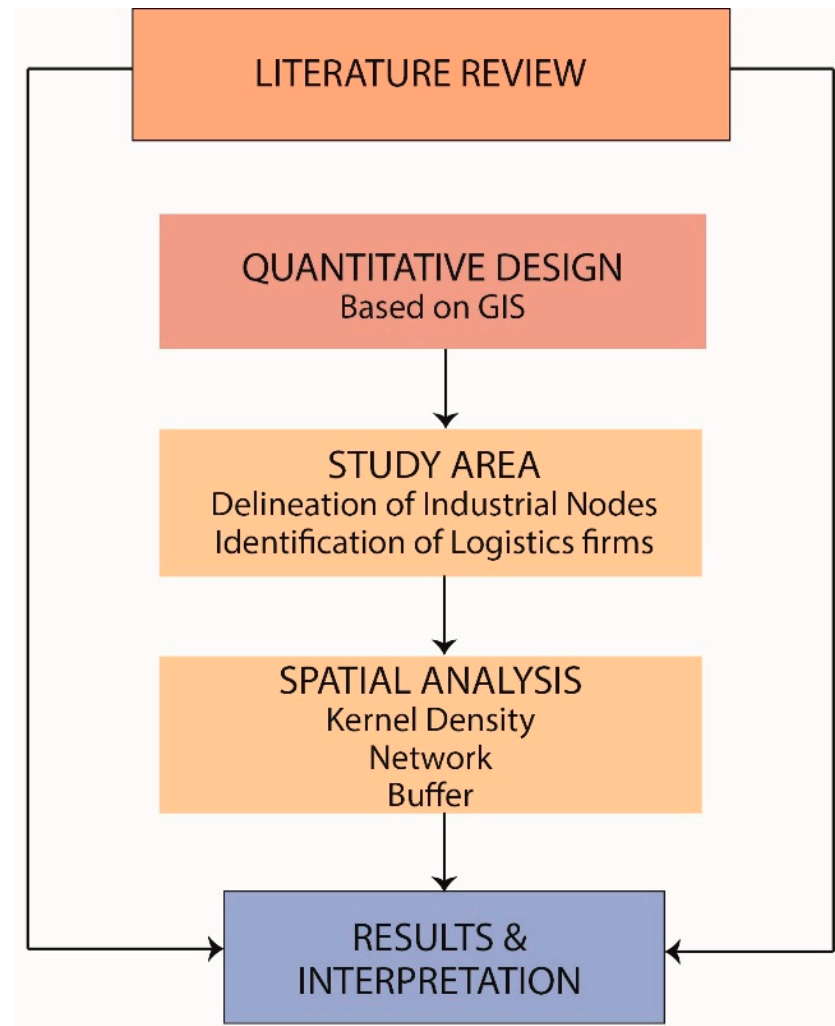 LITERATURE REVIEW
QUANTITATIVE DESIGN
Based on GIS
STUDY AREA
Delineation of Industrial Nodes
Identification of Logistics firms
SPATIAL ANALYSIS
Kernel Density
Network
Buffer
RESULTS &
INTERPRETATION